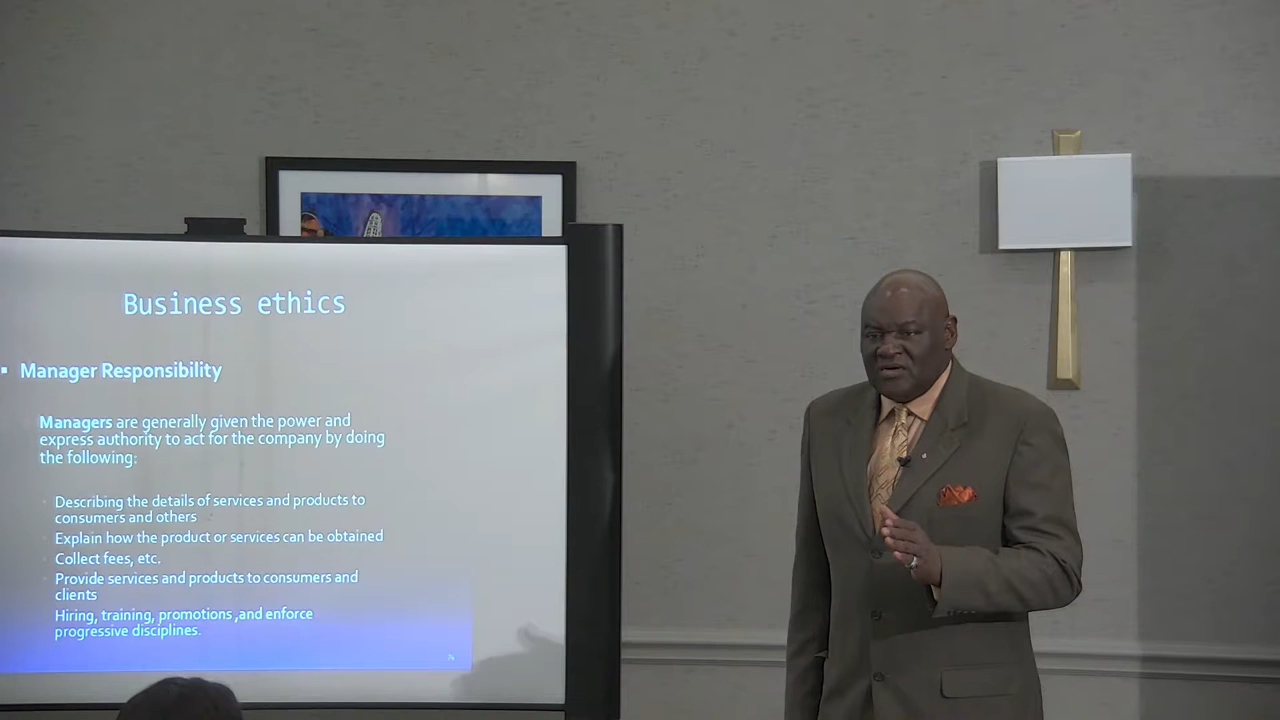 Business ethics
▪ Manager Responsibility
Managers are generally given the power and
express authority to act for the company by doing
the following:
Describing the details of services and products to
consumers and others
Explain how the product or services can be obtained
Collect fees, etc.
Provide services and products to consumers and
clients
Hiring, training, promotions ,and enforce
progressive disciplines.